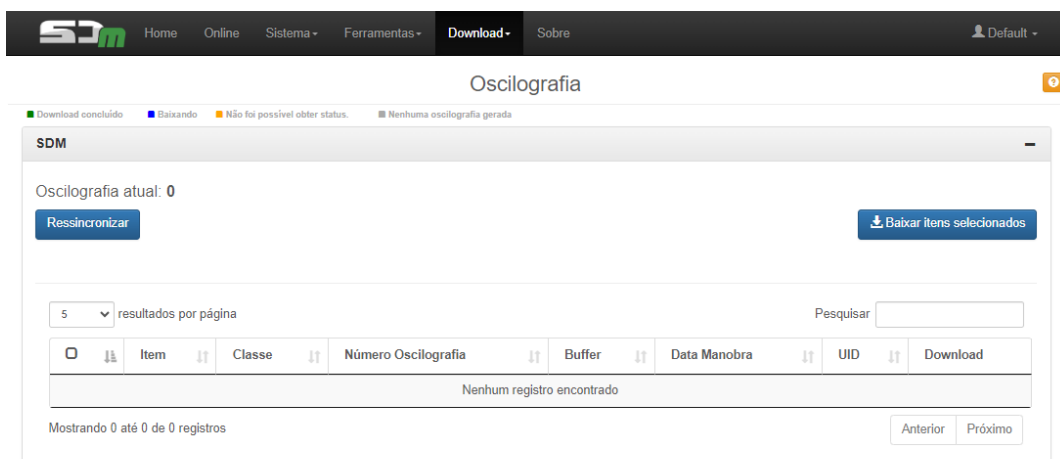 SDm Home Online Sistema Ferramentas Download Sobre Default
Oscilografia
Download concluído Baixando Não foi possível obter status. Nenhuma oscilografia gerada
SDM
Oscilografia atual: 0
Ressincronizar Baixar itens selecionados
5 resultados por página Pesquisar
Item Classe Número Oscilografia Buffer Data Manobra UID Download
Nenhum registro encontrado
Mostrando 0 até 0 de 0 registros Anterior Próximo